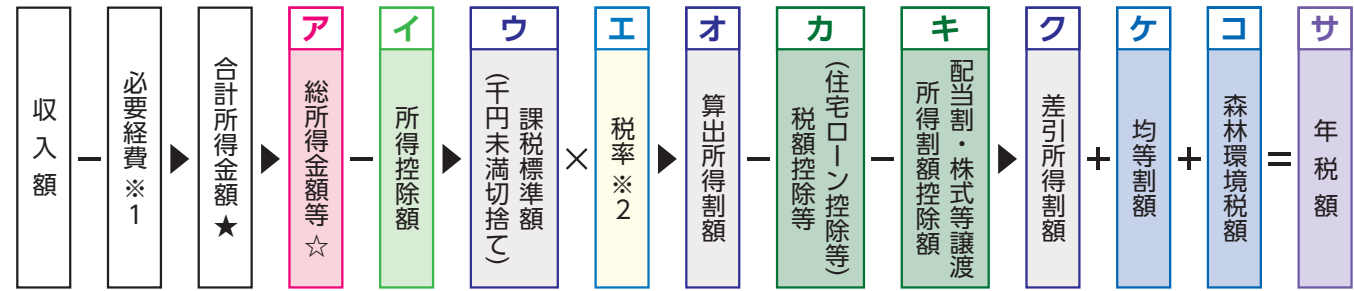 収入額
−
必要経費※1
▶
合計所得金額★
▶
ア
総所得金額等☆
−
イ
所得控除額
▶
ウ
課税標準額
（千円未満切捨て）
×
エ
税率※2
▶
オ
算出所得割額
−
カ
（住宅ローン控除等）
税額控除等
−
キ
配当割・株式等譲渡
所得割額控除額
▶
ク
差引所得割額
+
ケ
均等割額
+
コ
森林環境税額
=
サ
年税額